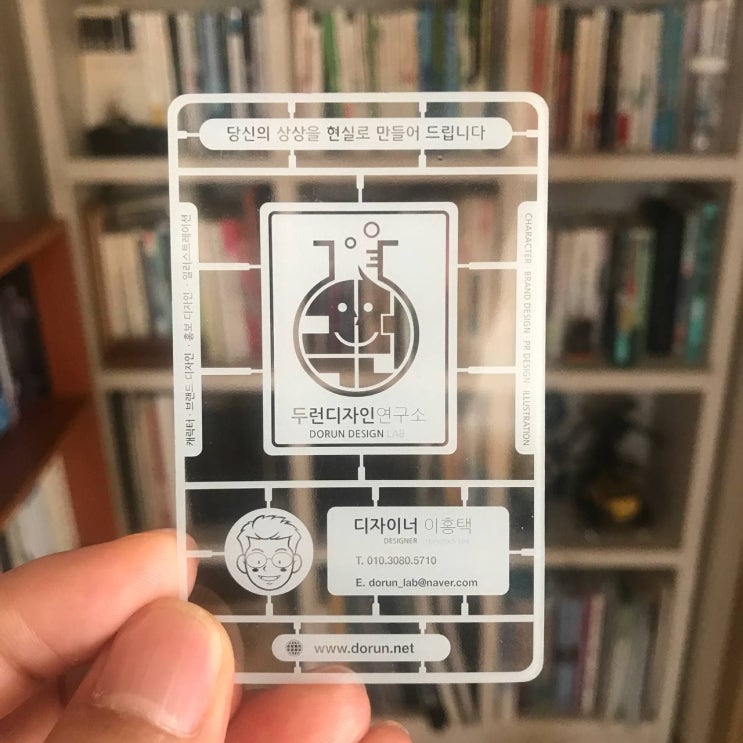 당신의 상상을 현실로 만들어 드립니다
캐릭터 · 브랜드 디자인 · 홍보 디자인 · 일러스트레이션
두런디자인연구소
DORUN DESIGN LAB
CHARACTER · BRAND DESIGN · PR DESIGN · ILLUSTRATION
디자이너 이흥택
DESIGNER
T. 010.3080.5710
E. dorun_lab@naver.com
www.dorun.net